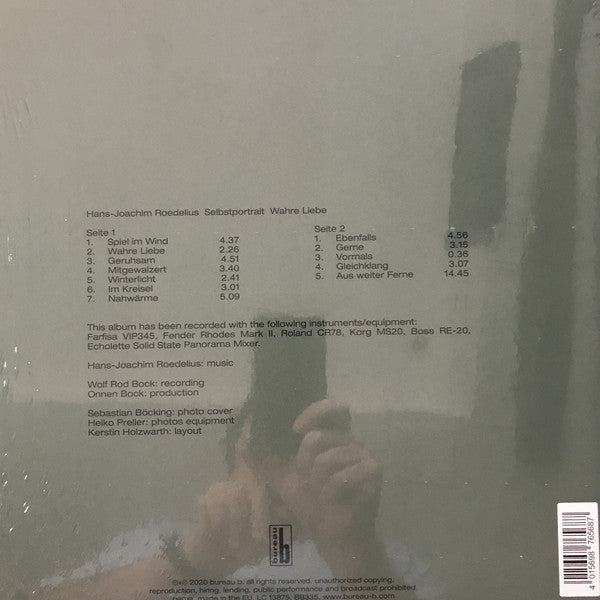 Hans-Joachim Roedelius Selbstportrait Wahre Liebe
Seite 1
1. Spiel im Wind 4.37
2. Wahre Liebe 2.26
3. Geruhsam 4.51
4. Mitgewalzert 3.40
5. Winterlicht 2.41
6. Im Kreisel 3.01
7. Nahwärme 5.09
Seite 2
1. Ebenfalls 4.56
2. Gerne 3.15
3. Vormals 0.36
4. Gleichklang 3.07
5. Aus weiter Ferne 14.45
This album has been recorded with the following instruments/equipment:
Farfisa VIP345, Fender Rhodes Mark II, Roland CR78, Korg MS20, Boss RE-20,
Echolette Solid State Panorama Mixer.
Hans-Joachim Roedelius: music
Wolf Rod Bock: recording
Onnen Bock: production
Sebastian Böcking: photo cover
Heiko Preller: photos equipment
Kerstin Holzwarth: layout
bureau b
℗+© 2020 bureau b. all rights reserved. unauthorized copying,
reproduction, hiring, lending, public performance and broadcast prohibited.
made in the EU. LC 13875, BB335. www.bureau-b.com
4 015698 765687